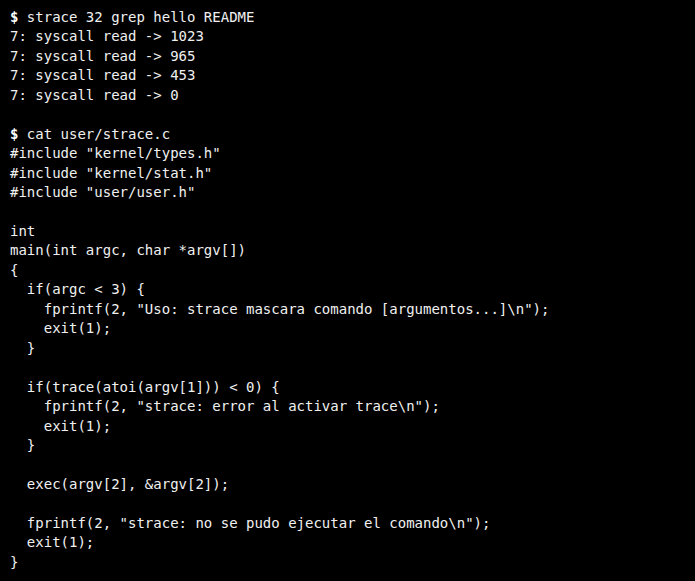 $ strace 32 grep hello README
7: syscall read -> 1023
7: syscall read -> 965
7: syscall read -> 453
7: syscall read -> 0

$ cat user/strace.c
#include "kernel/types.h"
#include "kernel/stat.h"
#include "user/user.h"

int
main(int argc, char *argv[])
{
  if(argc < 3) {
    fprintf(2, "Uso: strace mascara comando [argumentos...]\n");
    exit(1);
  }

  if(trace(atoi(argv[1])) < 0) {
    fprintf(2, "strace: error al activar trace\n");
    exit(1);
  }

  exec(argv[2], &argv[2]);

  fprintf(2, "strace: no se pudo ejecutar el comando\n");
  exit(1);
}